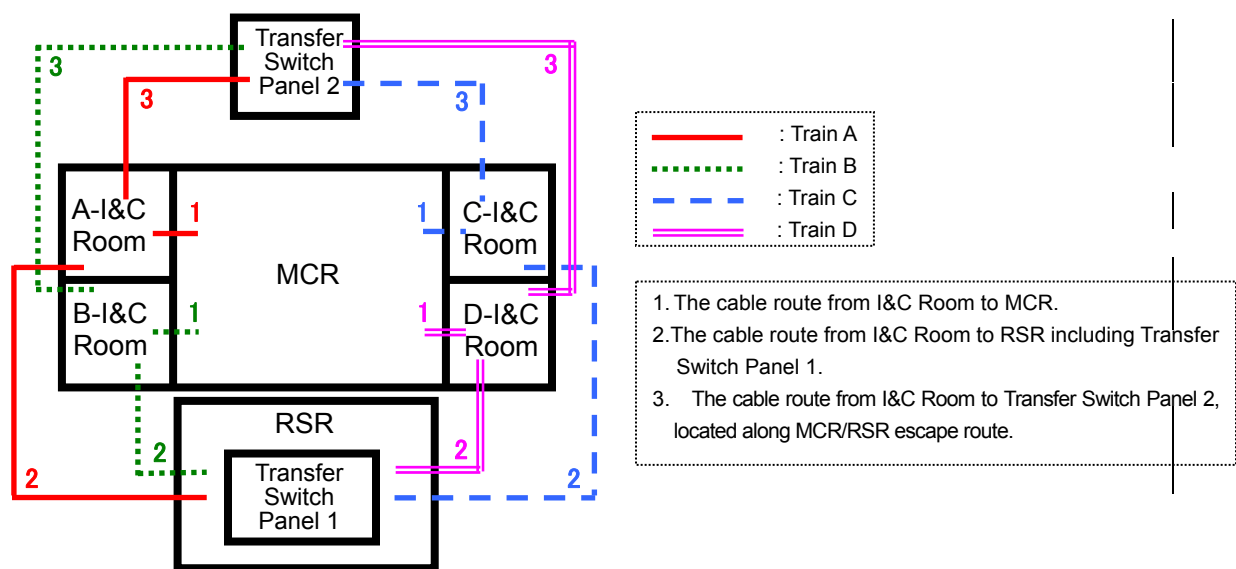 Transfer
Switch
Panel 2
3
3
3
3
A-I&C
Room
1
1
C-I&C
Room
MCR
B-I&C
Room
1
1
D-I&C
Room
RSR
2
2
Transfer
Switch
Panel 1
2
2
: Train A
: Train B
: Train C
: Train D
1. The cable route from I&C Room to MCR.
2.The cable route from I&C Room to RSR including Transfer
Switch Panel 1.
3. The cable route from I&C Room to Transfer Switch Panel 2,
located along MCR/RSR escape route.